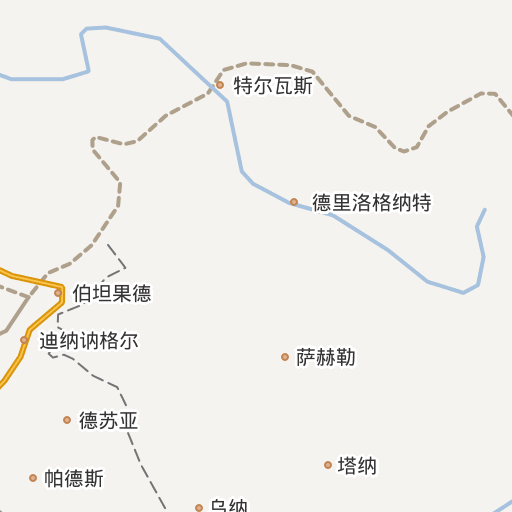 特尔瓦斯
德里洛格纳特
伯坦果德
迪纳讷格尔
萨赫勒
德苏亚
塔纳
帕德斯
乌纳